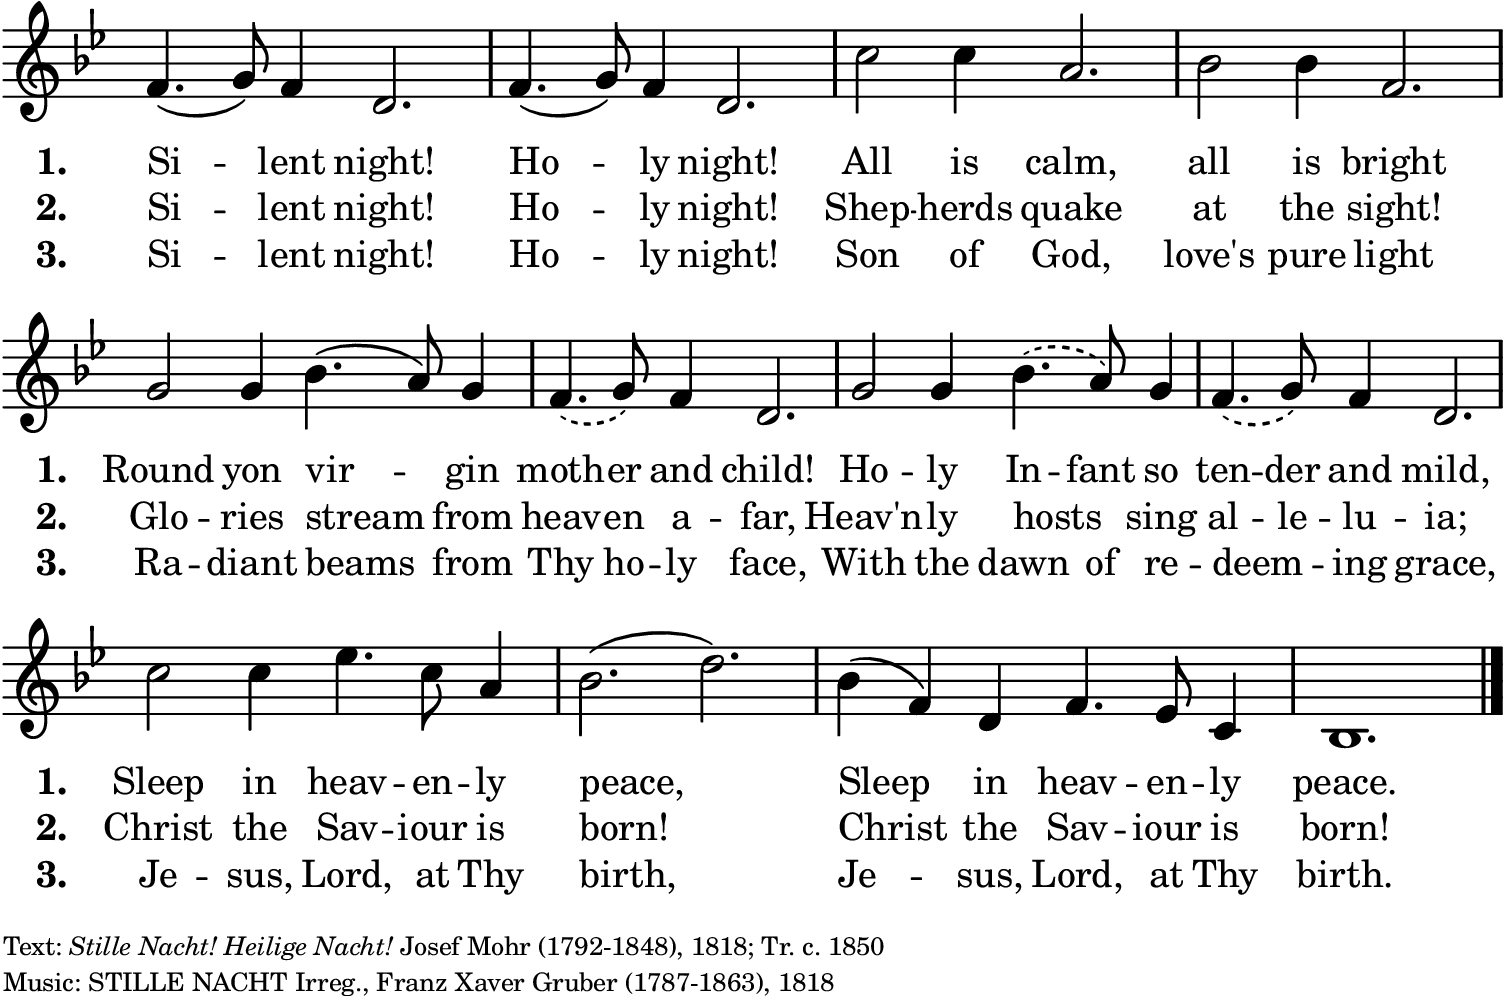 1. Si -- lent night! Ho -- ly night! All is calm, all is bright
2. Si -- lent night! Ho -- ly night! Shep -- herds quake at the sight!
3. Si -- lent night! Ho -- ly night! Son of God, love's pure light
1. Round yon vir -- gin mother and child! Ho -- ly In -- fant so ten -- der and mild,
2. Glo -- ries stream from heaven a -- far, Heav'nly hosts sing al -- le -- lu -- ia;
3. Ra -- diant beams from Thy ho -- ly face, With the dawn of re -- deem -- ing grace,
1. Sleep in heav -- en -- ly peace, Sleep in heav -- en -- ly peace.
2. Christ the Sav -- iour is born! Christ the Sav -- iour is born!
3. Je -- sus, Lord, at Thy birth, Je -- sus, Lord, at Thy birth.
Text: Stille Nacht! Heilige Nacht! Josef Mohr (1792-1848), 1818; Tr. c. 1850
Music: STILLE NACHT Irreg., Franz Xaver Gruber (1787-1863), 1818